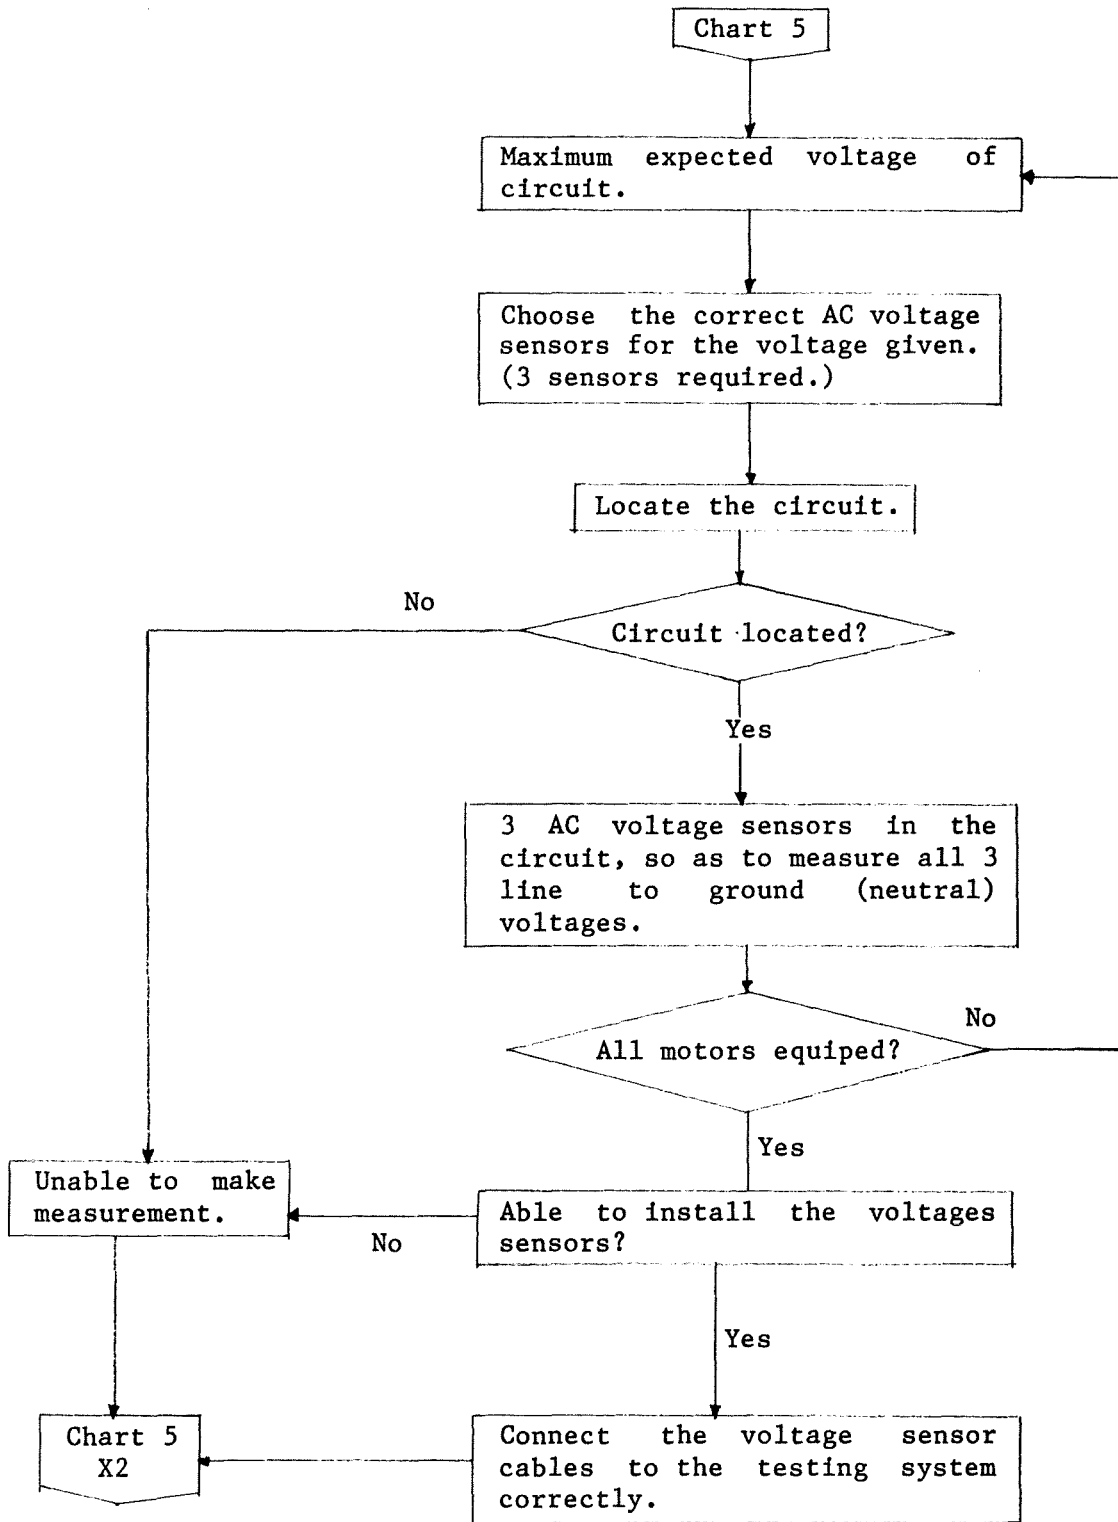 Chart 5
Maximum expected voltage of
circuit.
Choose the correct AC voltage
sensors for the voltage given.
(3 sensors required.)
Locate the circuit.
No
Circuit located?
Yes
3 AC voltage sensors in the
circuit, so as to measure all 3
line to ground (neutral)
voltages.
No
All motors equiped?
Yes
Unable to make
measurement.
Able to install the voltages
sensors?
No
Yes
Chart 5
X2
Connect the voltage sensor
cables to the testing system
correctly.